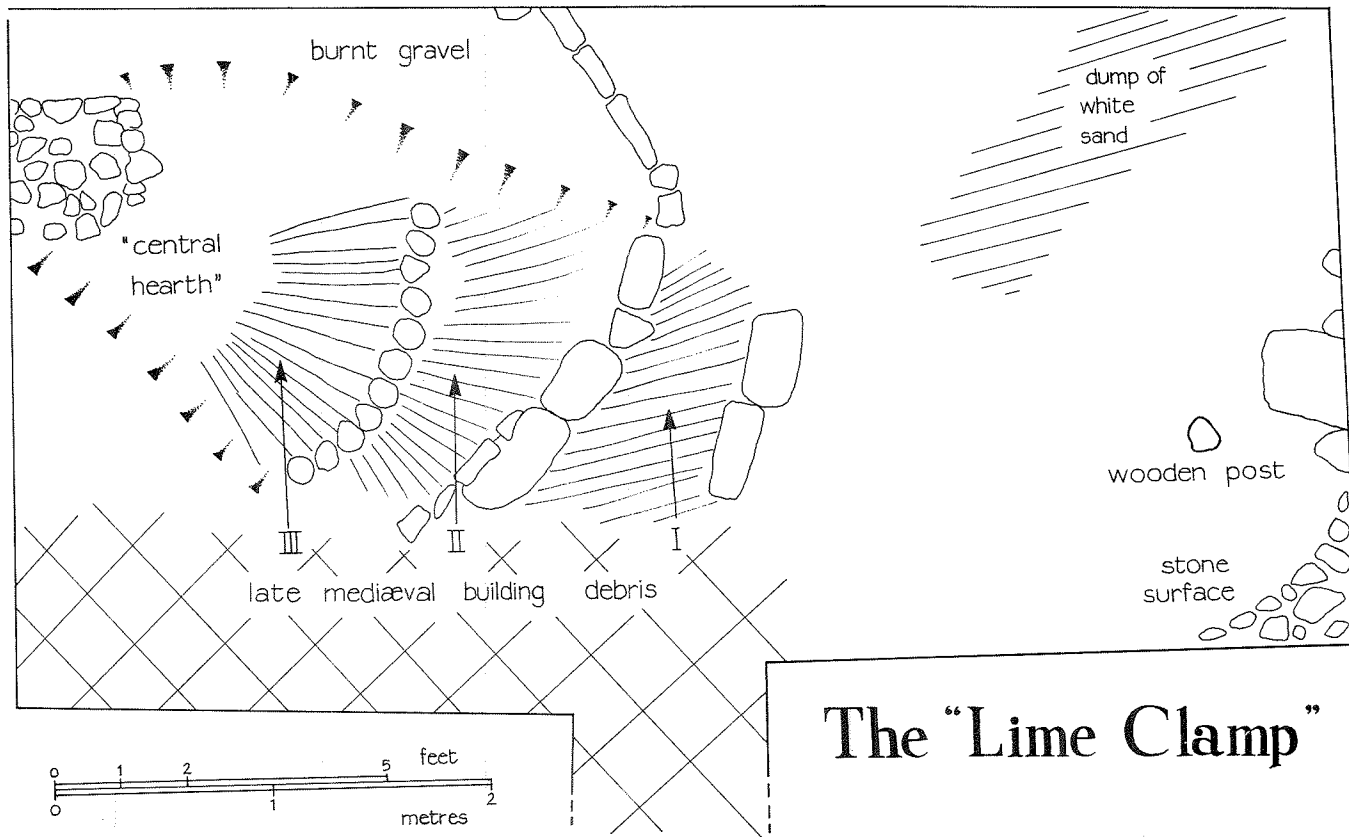 burnt gravel
dump of
white
sand
"central
hearth"
wooden post
III
II
I
late mediæval building debris
stone
surface
The "Lime Clamp"
feet
0 1 2 5
0 1 2
metres